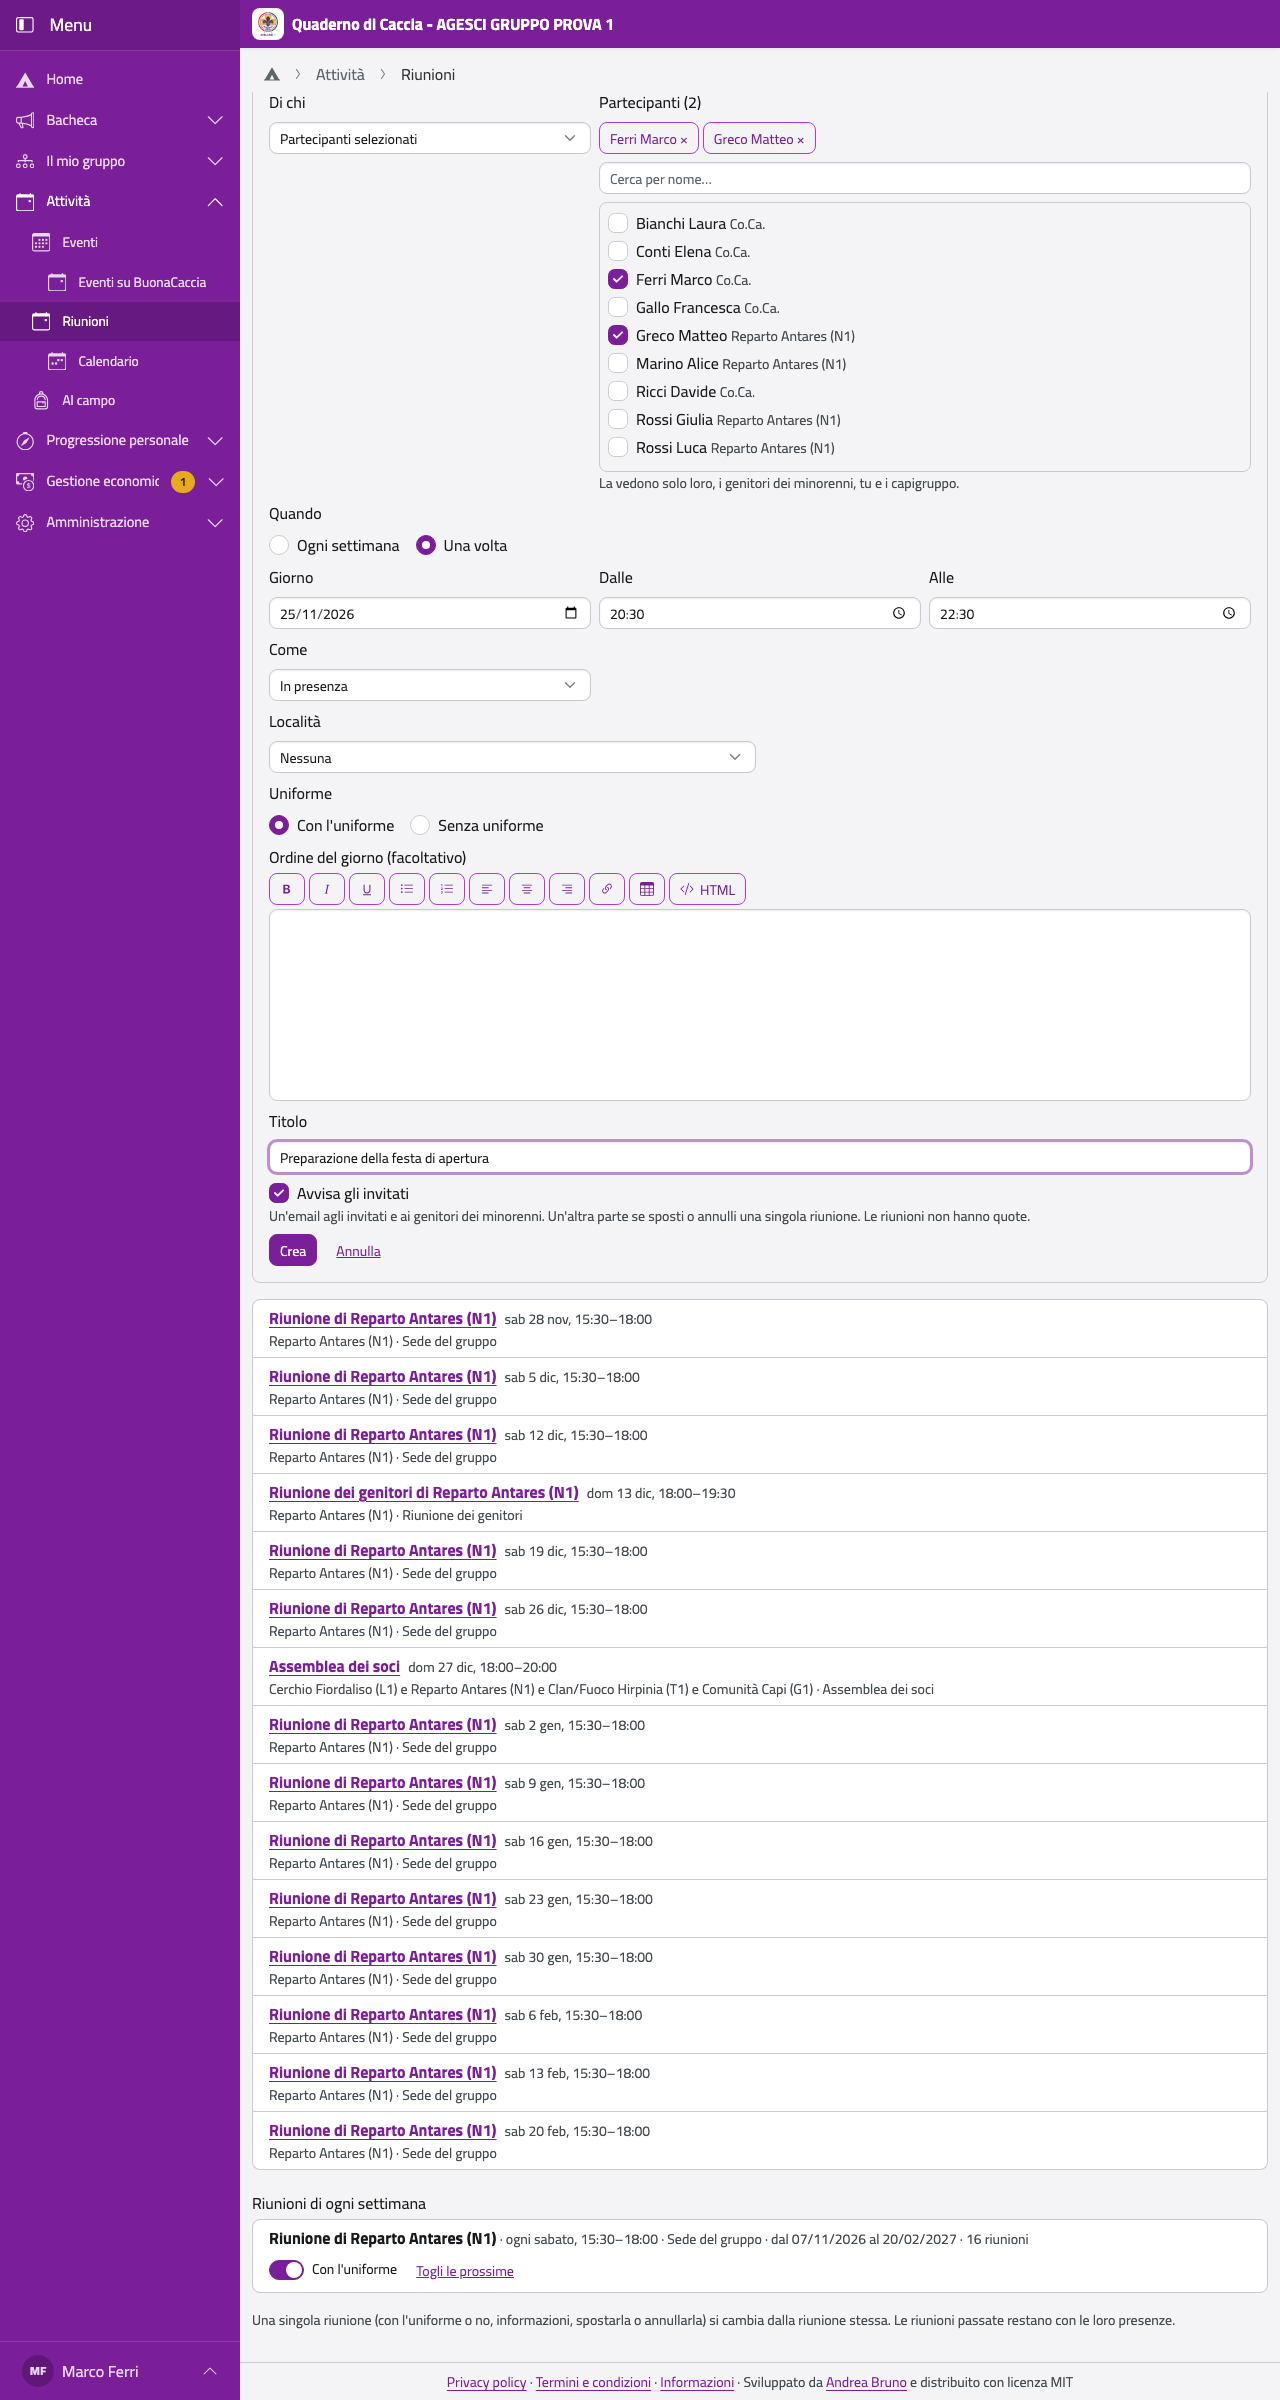 Menu
Quaderno di Caccia - AGESCI GRUPPO PROVA 1
Home
Bacheca
Il mio gruppo
Attività
Eventi
Eventi su BuonaCaccia
Riunioni
Calendario
Al campo
Progressione personale
Gestione economic
1
Amministrazione
MF Marco Ferri
Attività
Riunioni
Di chi
Partecipanti selezionati
Partecipanti (2)
Ferri Marco × Greco Matteo ×
Cerca per nome...
Bianchi Laura Co.Ca.
Conti Elena Co.Ca.
Ferri Marco Co.Ca.
Gallo Francesca Co.Ca.
Greco Matteo Reparto Antares (N1)
Marino Alice Reparto Antares (N1)
Ricci Davide Co.Ca.
Rossi Giulia Reparto Antares (N1)
Rossi Luca Reparto Antares (N1)
La vedono solo loro, i genitori dei minorenni, tu e i capigruppo.
Quando
Ogni settimana Una volta
Giorno Dalle Alle
25/11/2026 20:30 22:30
Come
In presenza
Località
Nessuna
Uniforme
Con l'uniforme Senza uniforme
Ordine del giorno (facoltativo)
B I U </> HTML
Titolo
Preparazione della festa di apertura
Avvisa gli invitati
Un'email agli invitati e ai genitori dei minorenni. Un'altra parte se sposti o annulli una singola riunione. Le riunioni non hanno quote.
Crea Annulla
Riunione di Reparto Antares (N1) sab 28 nov, 15:30–18:00
Reparto Antares (N1) · Sede del gruppo
Riunione di Reparto Antares (N1) sab 5 dic, 15:30–18:00
Reparto Antares (N1) · Sede del gruppo
Riunione di Reparto Antares (N1) sab 12 dic, 15:30–18:00
Reparto Antares (N1) · Sede del gruppo
Riunione dei genitori di Reparto Antares (N1) dom 13 dic, 18:00–19:30
Reparto Antares (N1) · Riunione dei genitori
Riunione di Reparto Antares (N1) sab 19 dic, 15:30–18:00
Reparto Antares (N1) · Sede del gruppo
Riunione di Reparto Antares (N1) sab 26 dic, 15:30–18:00
Reparto Antares (N1) · Sede del gruppo
Assemblea dei soci dom 27 dic, 18:00–20:00
Cerchio Fiordaliso (L1) e Reparto Antares (N1) e Clan/Fuoco Hirpinia (T1) e Comunità Capi (G1) · Assemblea dei soci
Riunione di Reparto Antares (N1) sab 2 gen, 15:30–18:00
Reparto Antares (N1) · Sede del gruppo
Riunione di Reparto Antares (N1) sab 9 gen, 15:30–18:00
Reparto Antares (N1) · Sede del gruppo
Riunione di Reparto Antares (N1) sab 16 gen, 15:30–18:00
Reparto Antares (N1) · Sede del gruppo
Riunione di Reparto Antares (N1) sab 23 gen, 15:30–18:00
Reparto Antares (N1) · Sede del gruppo
Riunione di Reparto Antares (N1) sab 30 gen, 15:30–18:00
Reparto Antares (N1) · Sede del gruppo
Riunione di Reparto Antares (N1) sab 6 feb, 15:30–18:00
Reparto Antares (N1) · Sede del gruppo
Riunione di Reparto Antares (N1) sab 13 feb, 15:30–18:00
Reparto Antares (N1) · Sede del gruppo
Riunione di Reparto Antares (N1) sab 20 feb, 15:30–18:00
Reparto Antares (N1) · Sede del gruppo
Riunioni di ogni settimana
Riunione di Reparto Antares (N1) · ogni sabato, 15:30–18:00 · Sede del gruppo · dal 07/11/2026 al 20/02/2027 · 16 riunioni
Con l'uniforme Togli le prossime
Una singola riunione (con l'uniforme o no, informazioni, spostarla o annullarla) si cambia dalla riunione stessa. Le riunioni passate restano con le loro presenze.
Privacy policy · Termini e condizioni · Informazioni · Sviluppato da Andrea Bruno e distribuito con licenza MIT